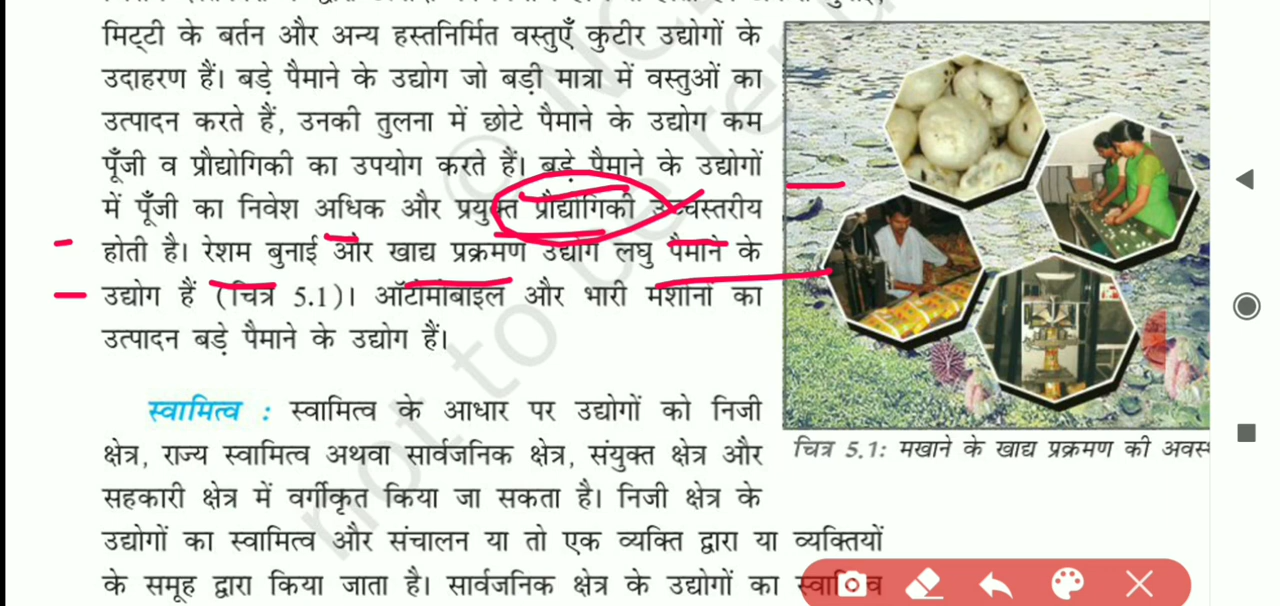 मिट्टी के बर्तन और अन्य हस्तनिर्मित वस्तुएँ कुटीर उद्योगों के
उदाहरण हैं। बड़े पैमाने के उद्योग जो बड़ी मात्रा में वस्तुओं का
उत्पादन करते हैं, उनकी तुलना में छोटे पैमाने के उद्योग कम
पूँजी व प्रौद्योगिकी का उपयोग करते हैं। बड़े पैमाने के उद्योगों
में पूँजी का निवेश अधिक और प्रयुक्त प्रौद्योगिकी उच्चस्तरीय
होती है। रेशम बुनाई और खाद्य प्रक्रमण उद्योग लघु पैमाने के
उद्योग हैं (चित्र 5.1)। ऑटोमोबाइल और भारी मशीनों का
उत्पादन बड़े पैमाने के उद्योग हैं।
स्वामित्व : स्वामित्व के आधार पर उद्योगों को निजी
क्षेत्र, राज्य स्वामित्व अथवा सार्वजनिक क्षेत्र, संयुक्त क्षेत्र और
सहकारी क्षेत्र में वर्गीकृत किया जा सकता है। निजी क्षेत्र के
उद्योगों का स्वामित्व और संचालन या तो एक व्यक्ति द्वारा या व्यक्तियों
के समूह द्वारा किया जाता है। सार्वजनिक क्षेत्र के उद्योगों का स्वामित्व
चित्र 5.1: मखाने के खाद्य प्रक्रमण की
not to be